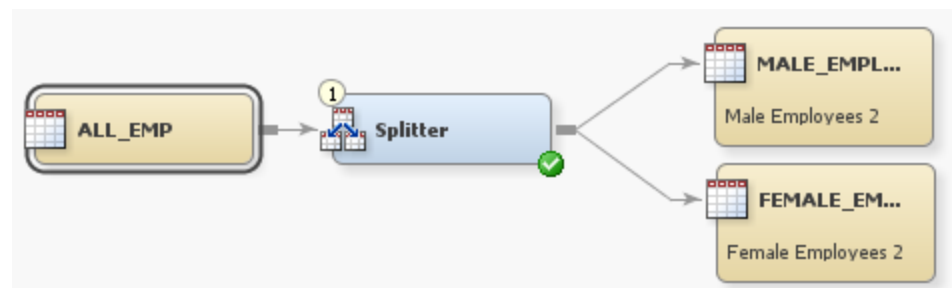 ALL_EMP
1
Splitter
MALE_EMPL...
Male Employees 2
FEMALE_EM...
Female Employees 2